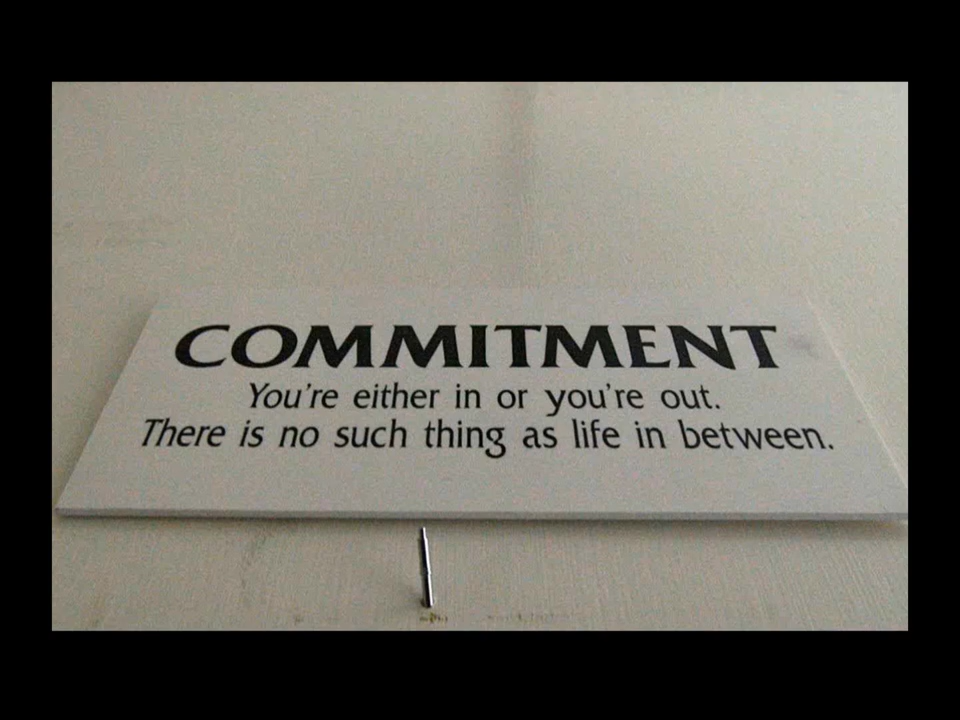 COMMITMENT
You're either in or you're out.
There is no such thing as life in between.